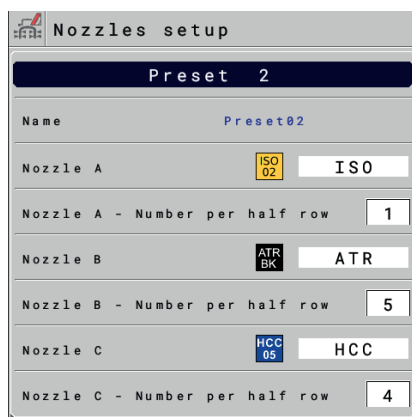 Nozzles setup
Preset 2
Name Preset02
Nozzle A ISO 02 ISO
Nozzle A - Number per half row 1
Nozzle B ATR BK ATR
Nozzle B - Number per half row 5
Nozzle C HCC 05 HCC
Nozzle C - Number per half row 4